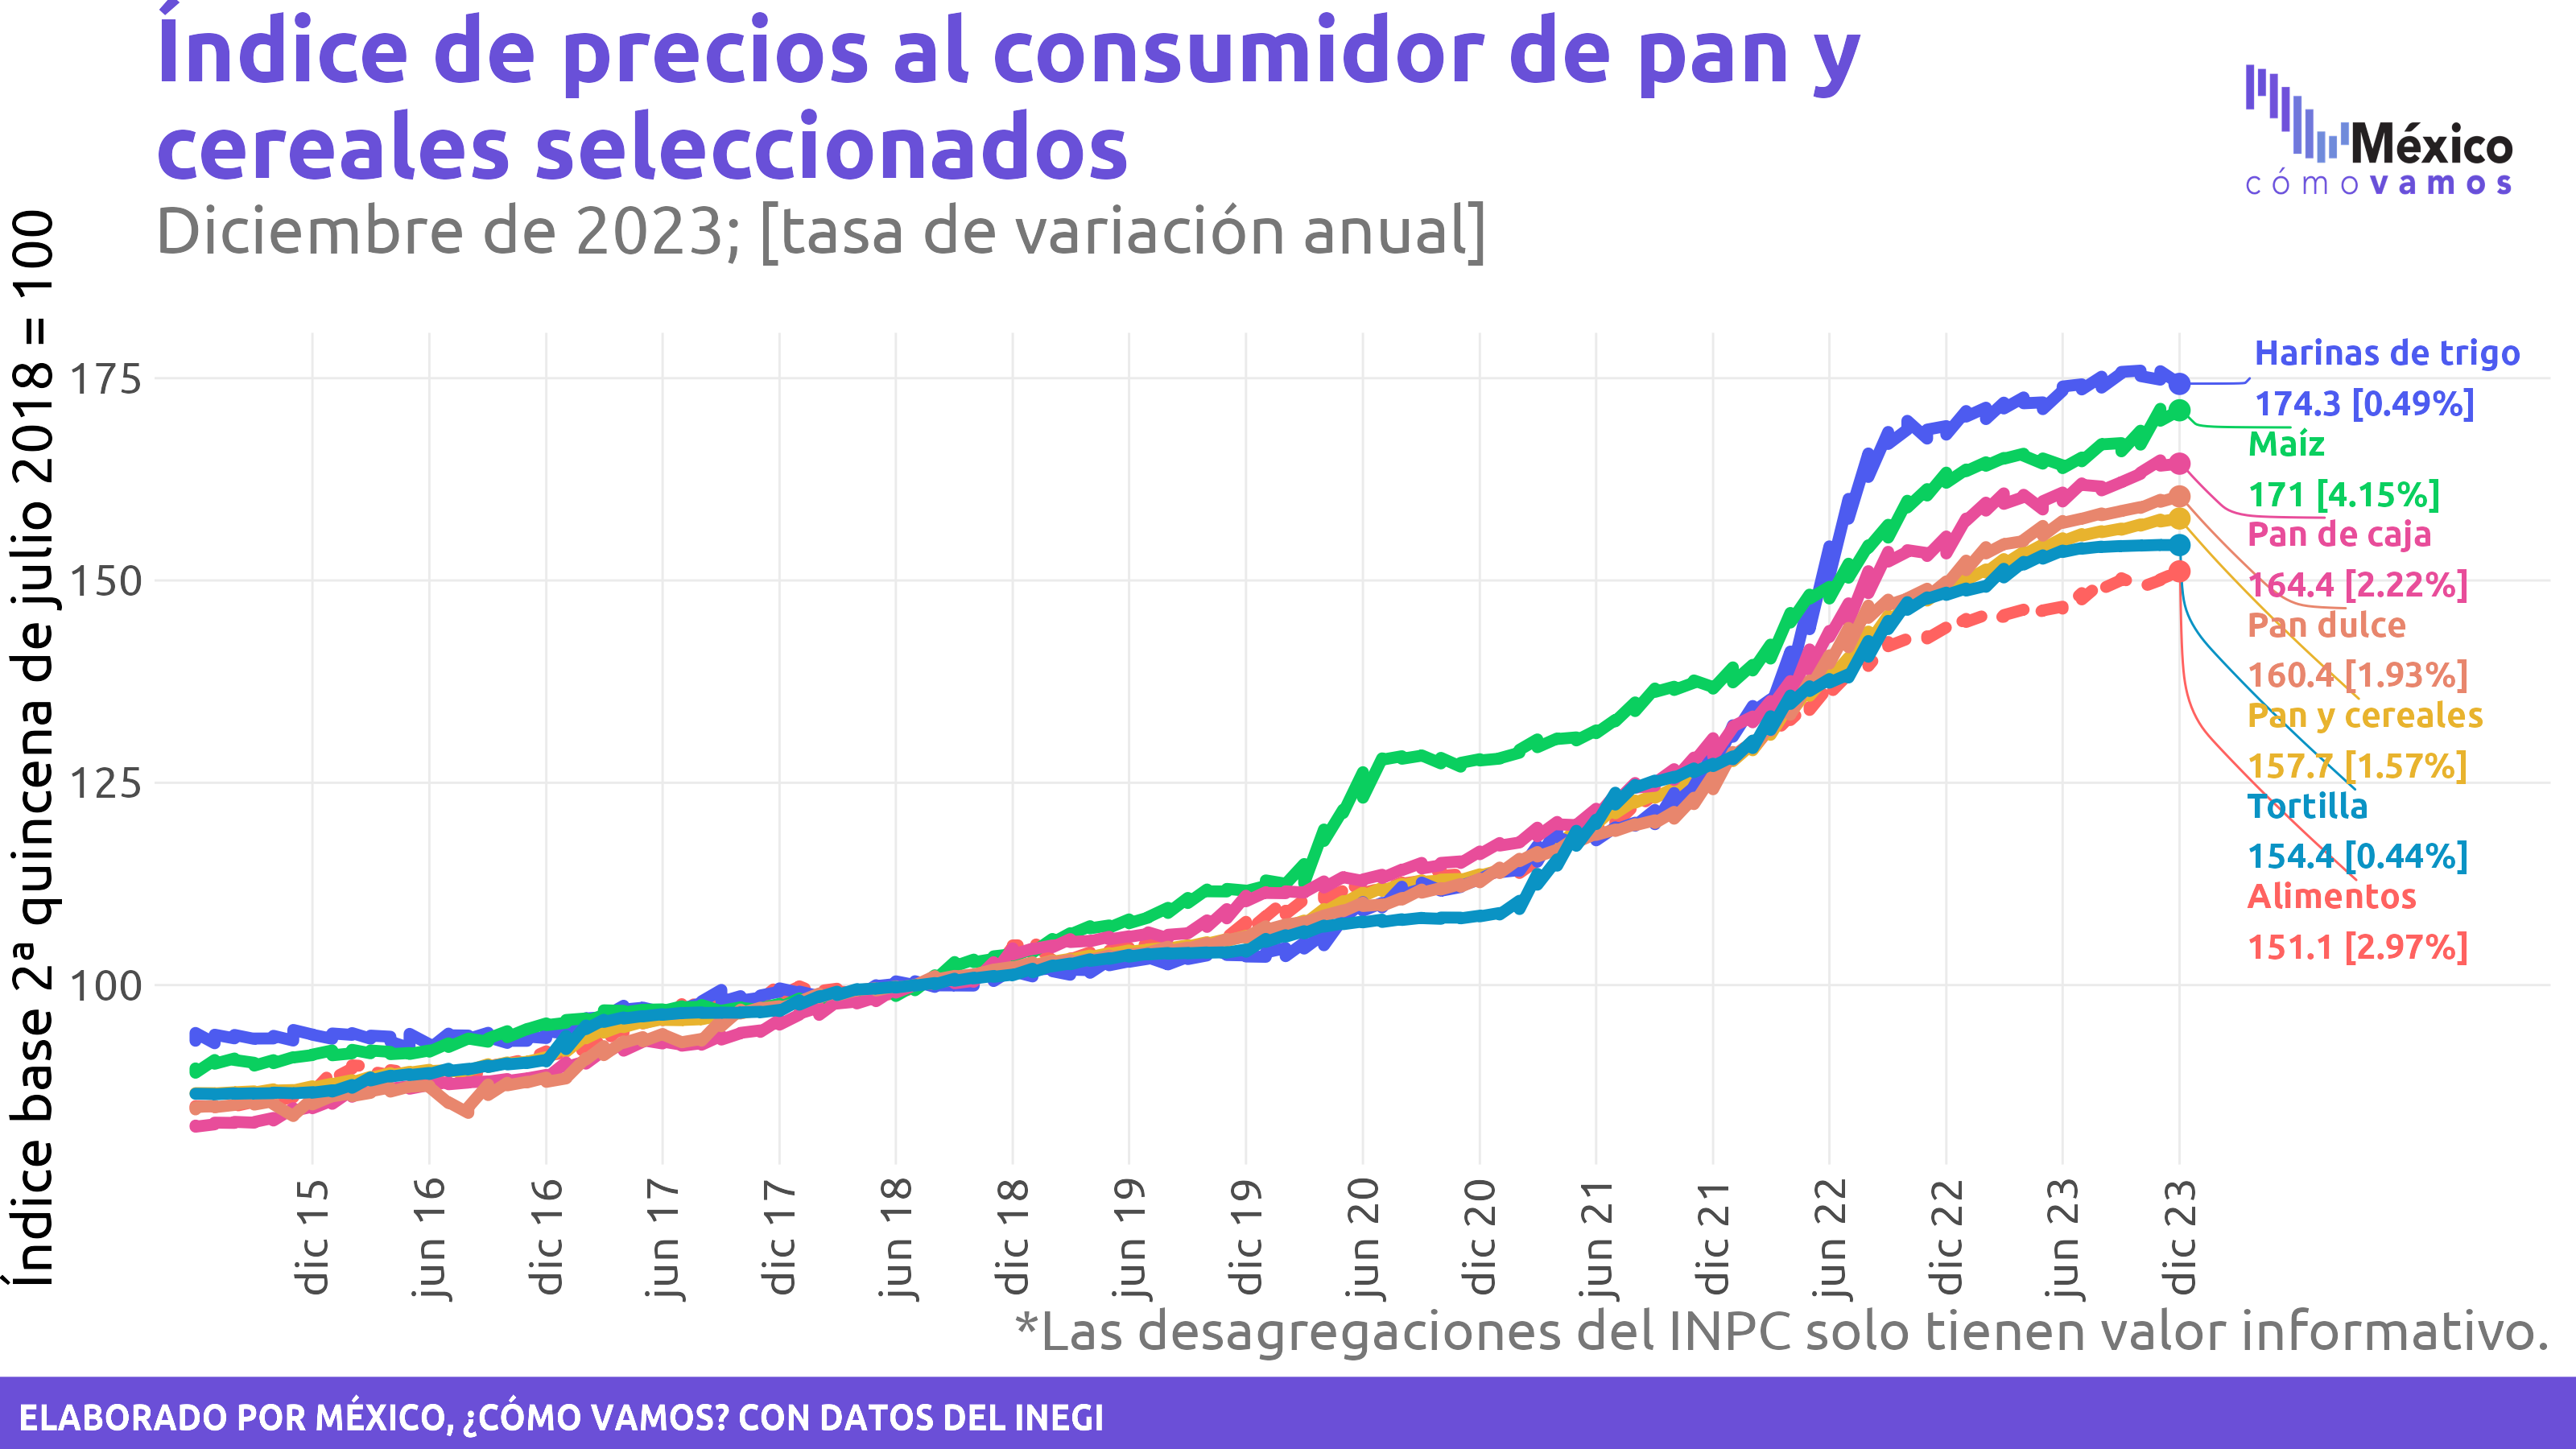 Índice de precios al consumidor de pan y
cereales seleccionados
Diciembre de 2023; [tasa de variación anual]
México
cómo vamos
Índice base 2ª quincena de julio 2018 = 100
175
150
125
100
Harinas de trigo
174.3 [0.49%]
Maíz
171 [4.15%]
Pan de caja
164.4 [2.22%]
Pan dulce
160.4 [1.93%]
Pan y cereales
157.7 [1.57%]
Tortilla
154.4 [0.44%]
Alimentos
151.1 [2.97%]
dic 15
jun 16
dic 16
jun 17
dic 17
jun 18
dic 18
jun 19
dic 19
jun 20
dic 20
jun 21
dic 21
jun 22
dic 22
jun 23
dic 23
*Las desagregaciones del INPC solo tienen valor informativo.
ELABORADO POR MÉXICO, ¿CÓMO VAMOS? CON DATOS DEL INEGI